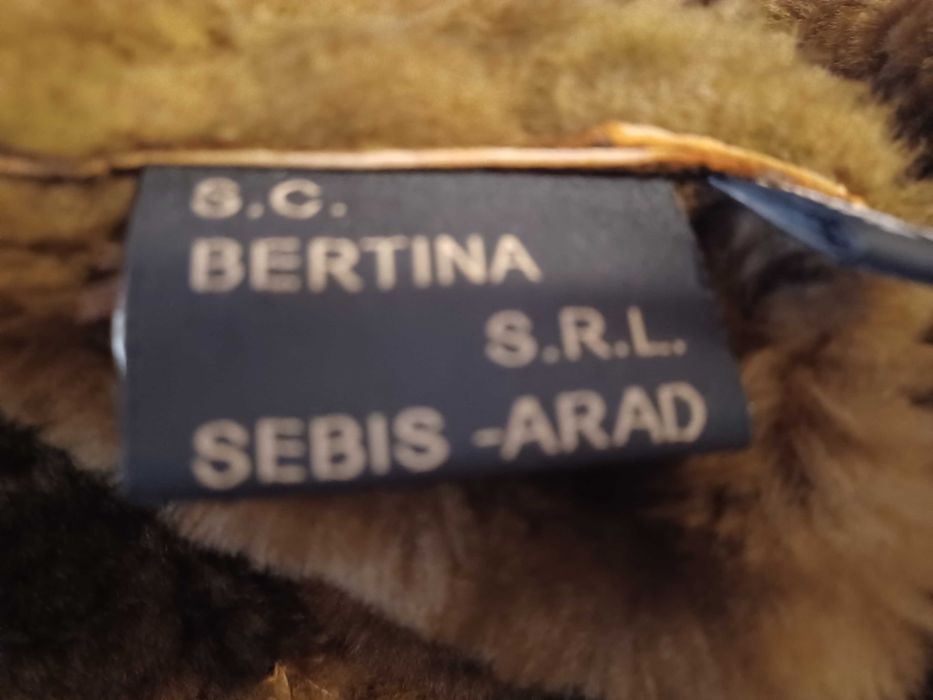 S.C.
BERTINA
S.R.L.
SEBIS -ARAD